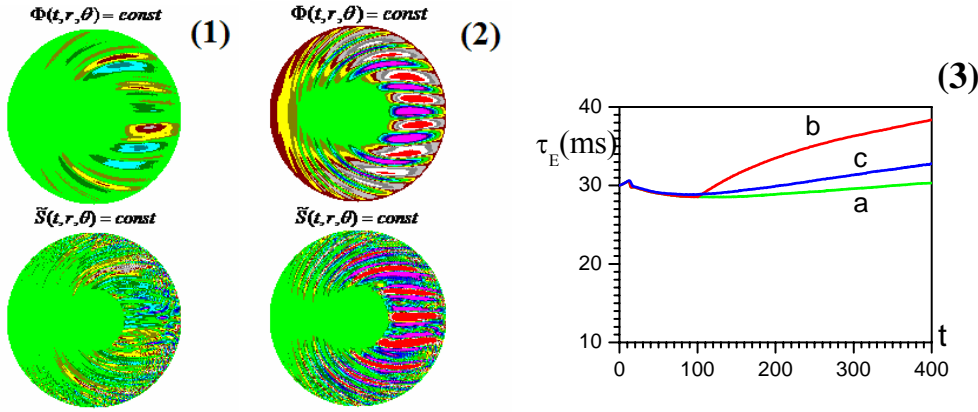 Φ(t,r,θ) = const
(1)
S̃(t,r,θ) = const
Φ(t,r,θ) = const
(2)
S̃(t,r,θ) = const
(3)
τE(ms)
40
30
20
10
b
c
a
t
0 100 200 300 400